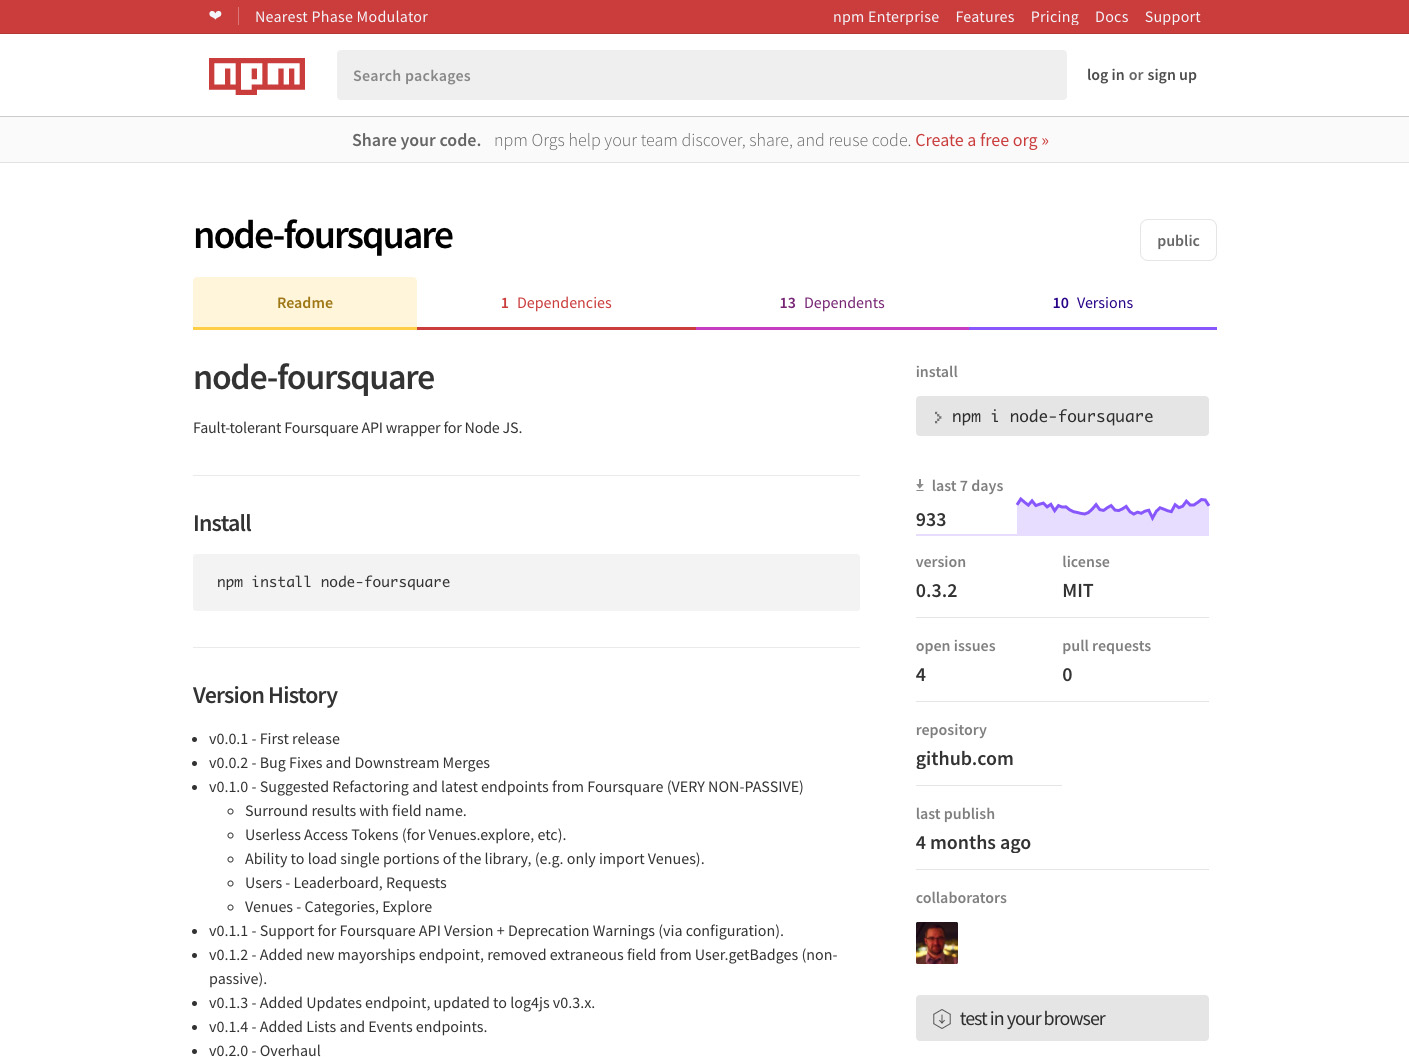 ❤ Nearest Phase Modulator npm Enterprise Features Pricing Docs Support
npm Search packages log in or sign up
Share your code. npm Orgs help your team discover, share, and reuse code. Create a free org »
node-foursquare public
Readme 1 Dependencies 13 Dependents 10 Versions
node-foursquare
Fault-tolerant Foursquare API wrapper for Node JS.
Install
npm install node-foursquare
Version History
• v0.0.1 - First release
• v0.0.2 - Bug Fixes and Downstream Merges
• v0.1.0 - Suggested Refactoring and latest endpoints from Foursquare (VERY NON-PASSIVE)
◦ Surround results with field name.
◦ Userless Access Tokens (for Venues.explore, etc).
◦ Ability to load single portions of the library, (e.g. only import Venues).
◦ Users - Leaderboard, Requests
◦ Venues - Categories, Explore
• v0.1.1 - Support for Foursquare API Version + Deprecation Warnings (via configuration).
• v0.1.2 - Added new mayorships endpoint, removed extraneous field from User.getBadges (non-
passive).
• v0.1.3 - Added Updates endpoint, updated to log4js v0.3.x.
• v0.1.4 - Added Lists and Events endpoints.
• v0.2.0 - Overhaul
install
npm i node-foursquare
last 7 days
933
version license
0.3.2 MIT
open issues pull requests
4 0
repository
github.com
last publish
4 months ago
collaborators
test in your browser